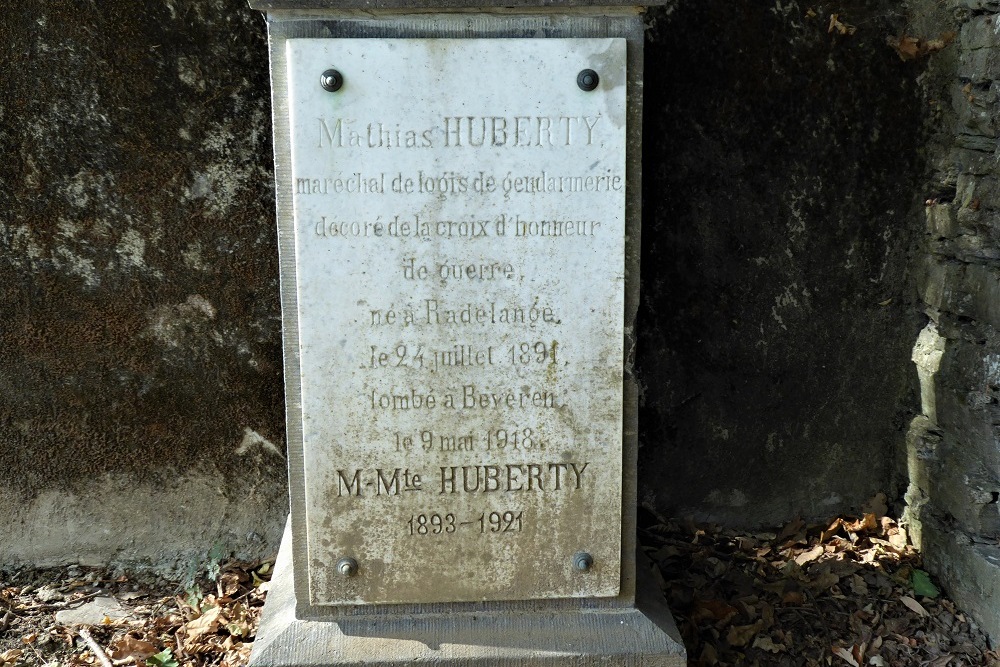 Mathias HUBERTY,
maréchal de logis de gendarmerie
décoré de la croix d'honneur
de guerre,
né à Radelange,
le 24 juillet 1891,
tombé à Beveren,
le 9 mai 1918.
M-Mte HUBERTY
1893-1921